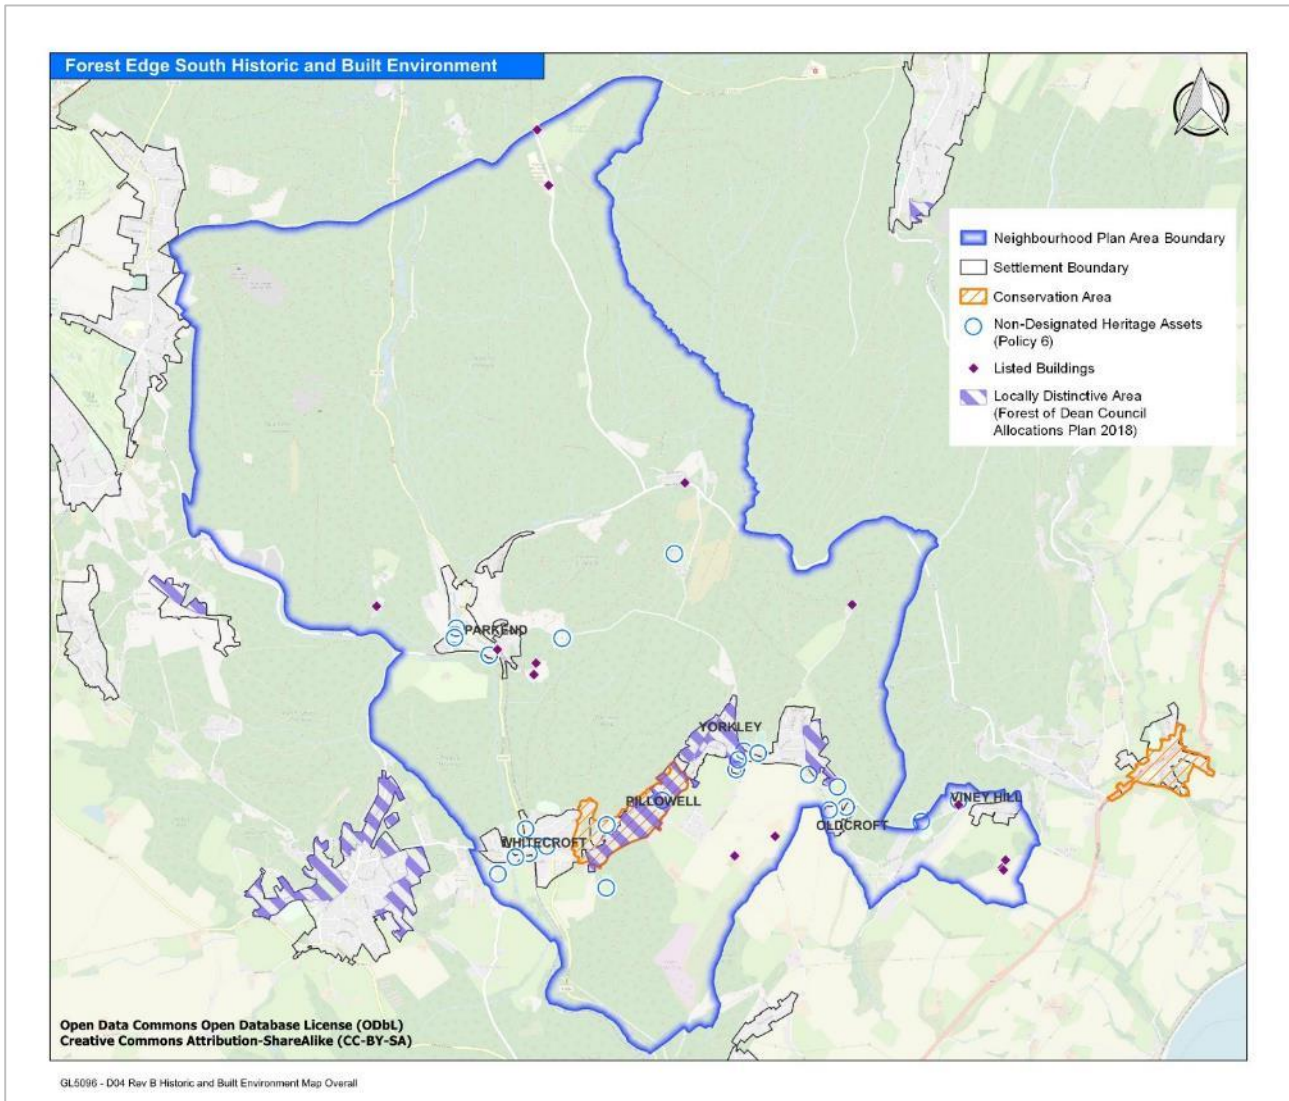 Forest Edge South Historic and Built Environment
Neighbourhood Plan Area Boundary
Settlement Boundary
Conservation Area
Non-Designated Heritage Assets
(Policy 6)
Listed Buildings
Locally Distinctive Area
(Forest of Dean Council
Allocations Plan 2018)
PARKEND
YORKLEY
PILLOWELL
VINEY HILL
OLDCROFT
WHITECROFT
Open Data Commons Open Database License (ODbL)
Creative Commons Attribution-ShareAlike (CC-BY-SA)
GL5096 - D04 Rev B Historic and Built Environment Map Overall